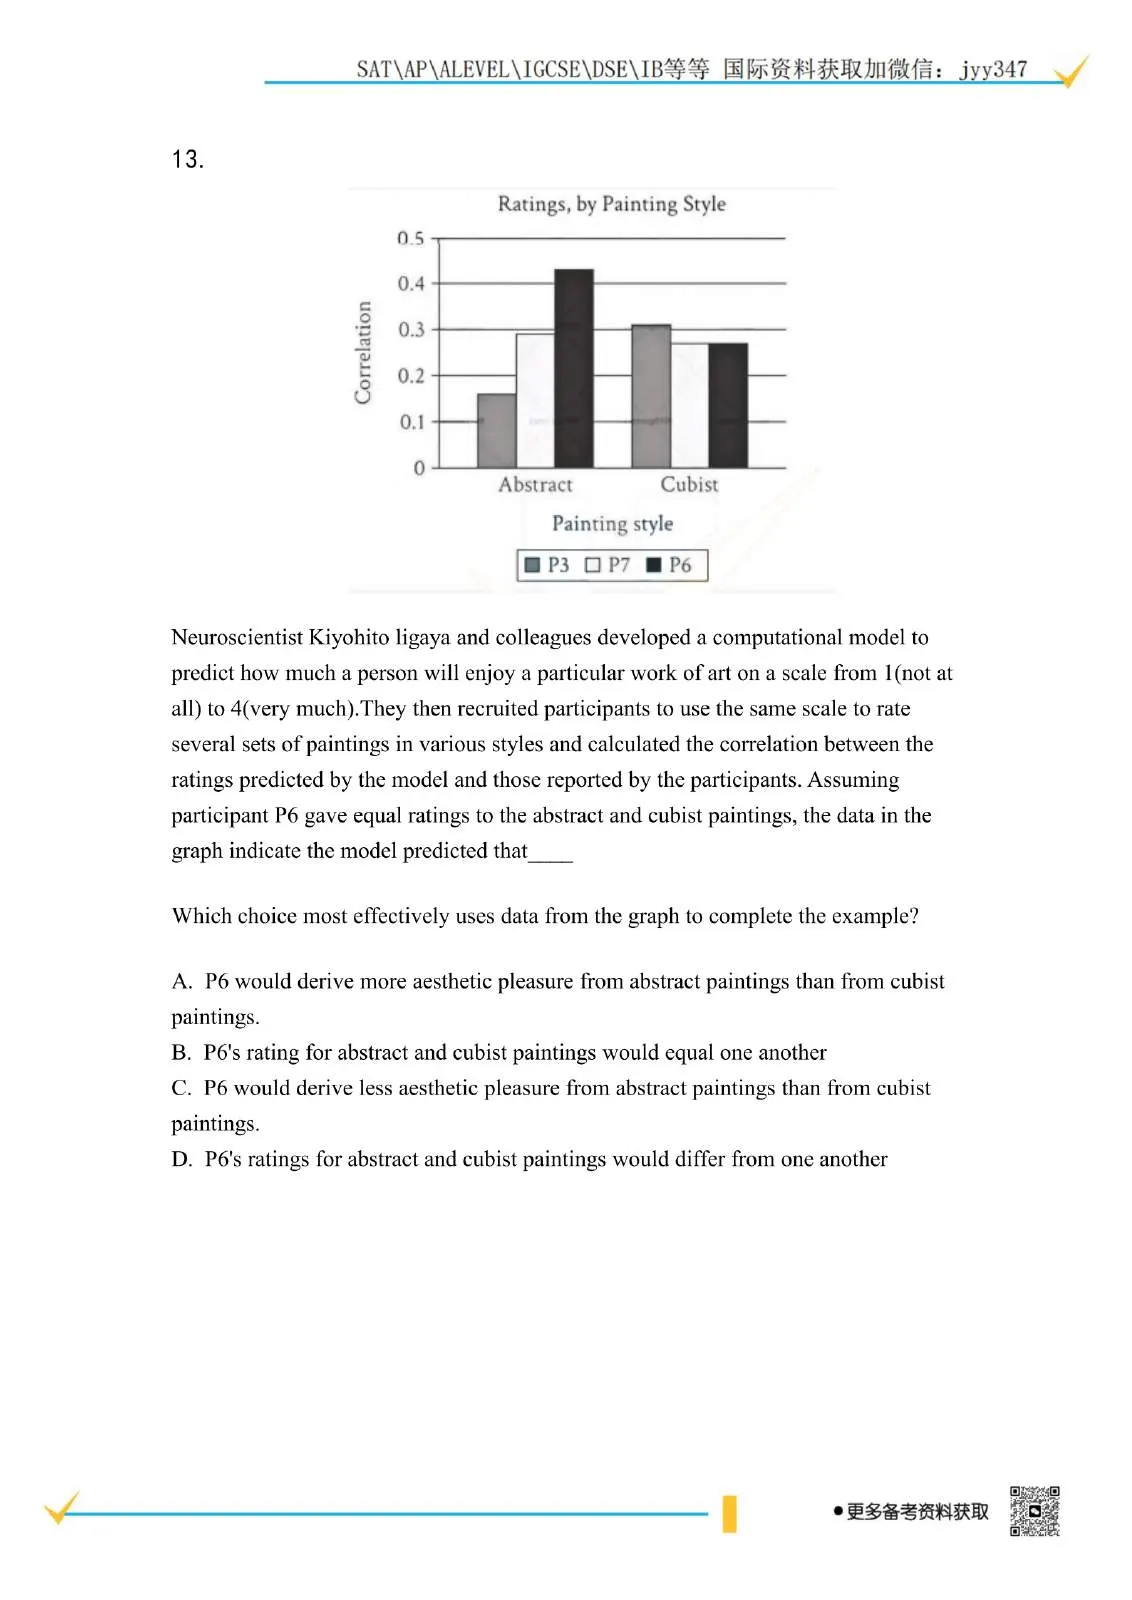 SAT\AP\ALEVEL\IGCSE\DSE\IB等等 国际资料获取加微信：jyy347
13.
Ratings, by Painting Style
0.5
0.4
0.3
0.2
0.1
0
Correlation
Abstract
Cubist
Painting style
P3 P7 P6
Neuroscientist Kiyohito ligaya and colleagues developed a computational model to
predict how much a person will enjoy a particular work of art on a scale from 1(not at
all) to 4(very much).They then recruited participants to use the same scale to rate
several sets of paintings in various styles and calculated the correlation between the
ratings predicted by the model and those reported by the participants. Assuming
participant P6 gave equal ratings to the abstract and cubist paintings, the data in the
graph indicate the model predicted that____
Which choice most effectively uses data from the graph to complete the example?
A. P6 would derive more aesthetic pleasure from abstract paintings than from cubist
paintings.
B. P6's rating for abstract and cubist paintings would equal one another
C. P6 would derive less aesthetic pleasure from abstract paintings than from cubist
paintings.
D. P6's ratings for abstract and cubist paintings would differ from one another
●更多备考资料获取